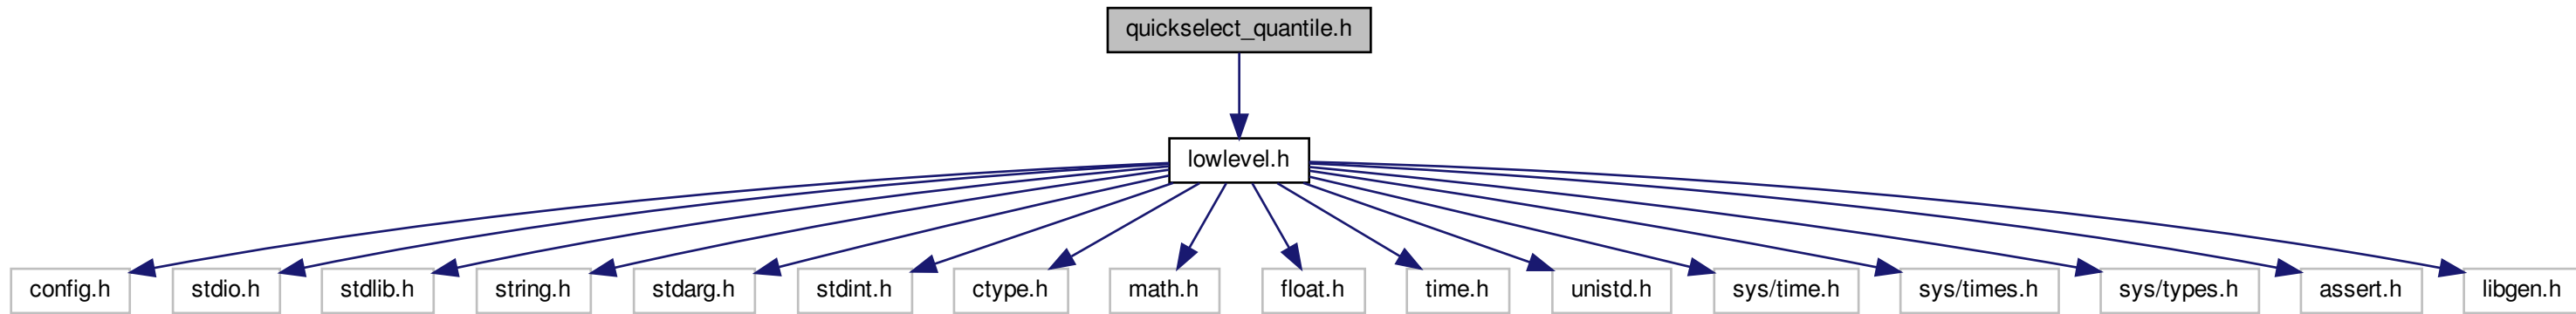 quickselect_quantile.h
lowlevel.h
config.h
stdio.h
stdlib.h
string.h
stdarg.h
stdint.h
ctype.h
math.h
float.h
time.h
unistd.h
sys/time.h
sys/times.h
sys/types.h
assert.h
libgen.h